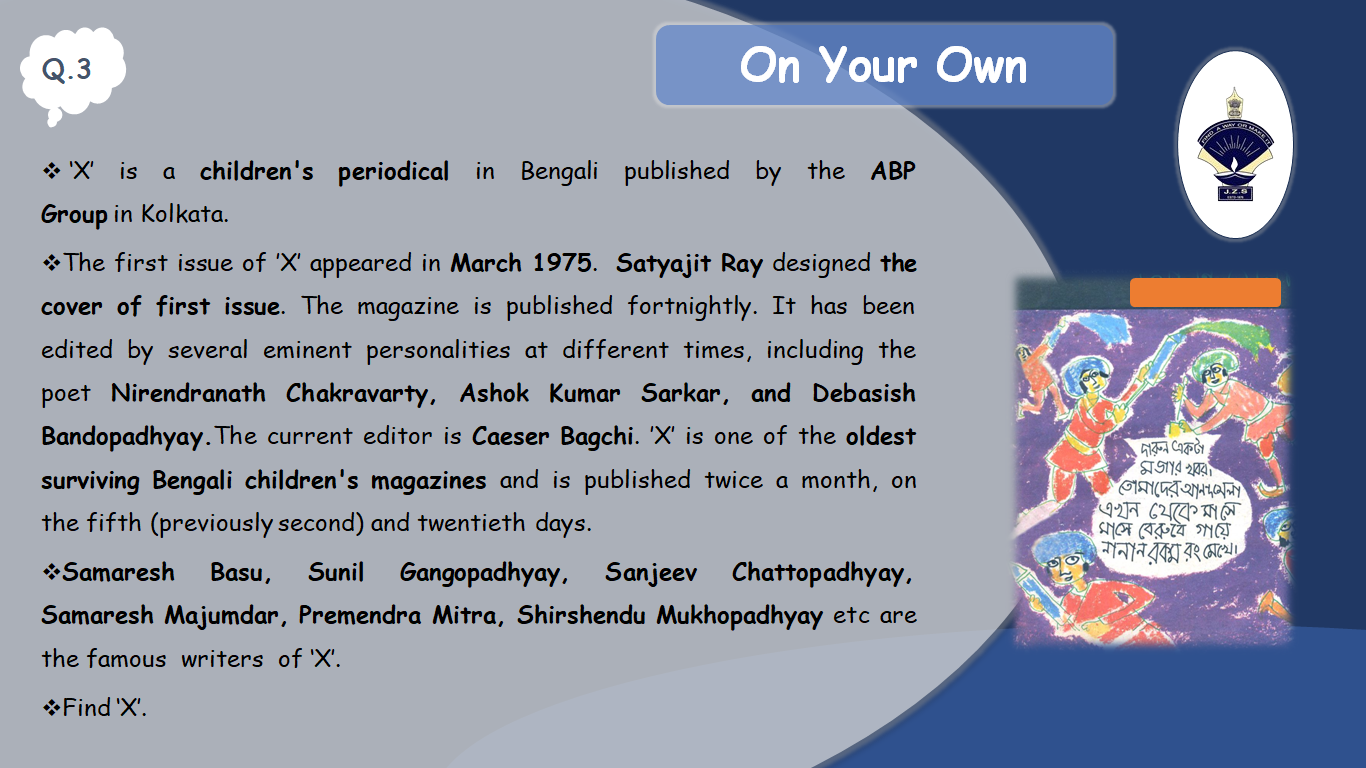 Q.3
On Your Own
FIND A WAY OR MAKE IT
J.Z.S
❖ 'X' is a children's periodical in Bengali published by the ABP
Group in Kolkata.
❖The first issue of 'X' appeared in March 1975. Satyajit Ray designed the
cover of first issue. The magazine is published fortnightly. It has been
edited by several eminent personalities at different times, including the
poet Nirendranath Chakravarty, Ashok Kumar Sarkar, and Debasish
Bandopadhyay.The current editor is Caeser Bagchi. 'X' is one of the oldest
surviving Bengali children's magazines and is published twice a month, on
the fifth (previously second) and twentieth days.
❖Samaresh Basu, Sunil Gangopadhyay, Sanjeev Chattopadhyay,
Samaresh Majumdar, Premendra Mitra, Shirshendu Mukhopadhyay etc are
the famous writers of 'X'.
❖Find 'X'.
দারুন একটা
মজার খবর।
তোমাদের আনন্দমেলা
এখন থেকে মাসে
মাসে বেরুবে গায়ে
নানান রকম রং মেখে।